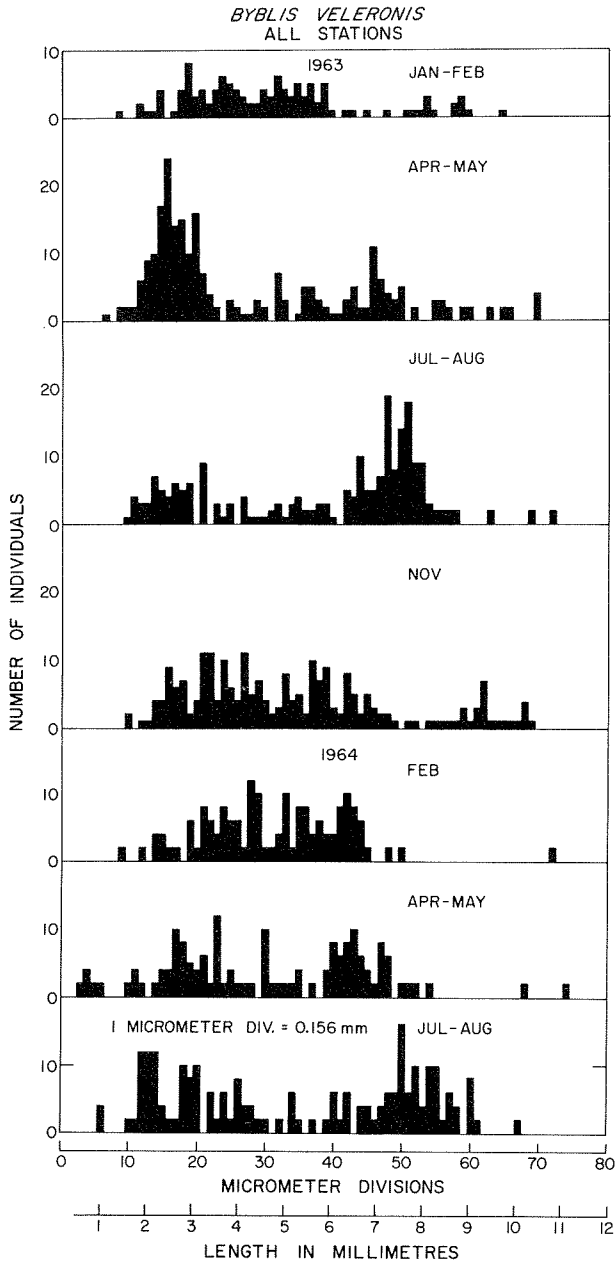 BYBLIS VELERONIS
ALL STATIONS
1963
JAN-FEB
10
5
0
APR-MAY
20
10
0
JUL-AUG
20
10
0
NOV
20
10
0
1964
FEB
10
0
APR-MAY
10
0
1 MICROMETER DIV. = 0.156 mm
JUL-AUG
10
0
NUMBER OF INDIVIDUALS
0 10 20 30 40 50 60 70 80
MICROMETER DIVISIONS
1 2 3 4 5 6 7 8 9 10 11 12
LENGTH IN MILLIMETRES